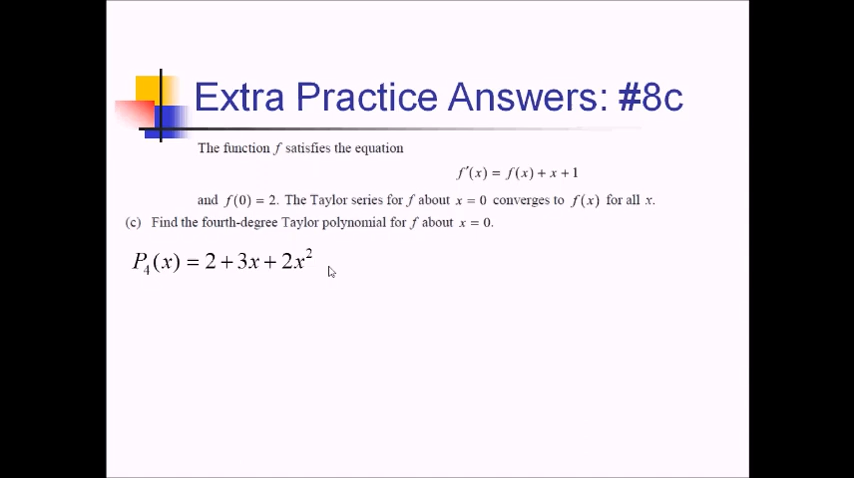 Extra Practice Answers: #8c
The function f satisfies the equation
f′(x) = f(x) + x + 1
and f(0) = 2. The Taylor series for f about x = 0 converges to f(x) for all x.
(c) Find the fourth-degree Taylor polynomial for f about x = 0.
P₄(x) = 2 + 3x + 2x²